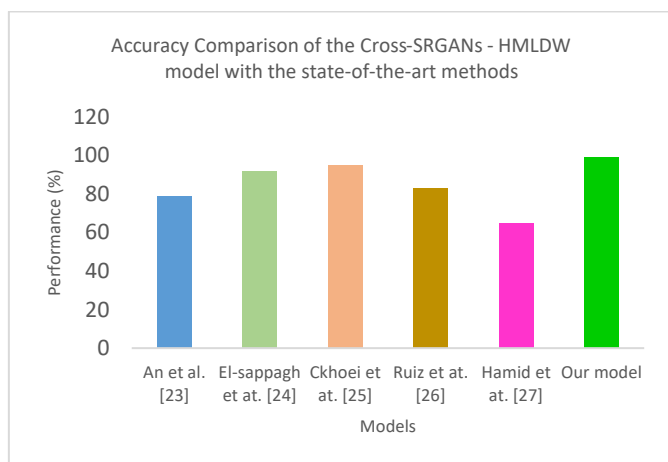 Accuracy Comparison of the Cross-SRGANs - HMLDW
model with the state-of-the-art methods
120
100
80
60
40
20
0
Performance (%)
An et al. [23]
El-sappagh et at. [24]
Ckhoei et at. [25]
Ruiz et at. [26]
Hamid et at. [27]
Our model
Models